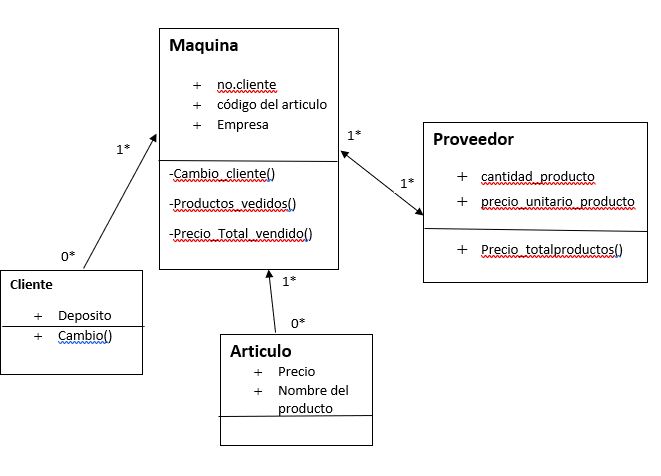 Maquina
+ no.cliente
+ código del articulo
+ Empresa
-Cambio_cliente()
-Productos_vedidos()
-Precio_Total_vendido()
1*
1*
1*
Proveedor
+ cantidad_producto
+ precio_unitario_producto
+ Precio_totalproductos()
0*
Cliente
+ Deposito
+ Cambio()
1*
0*
Articulo
+ Precio
+ Nombre del
producto